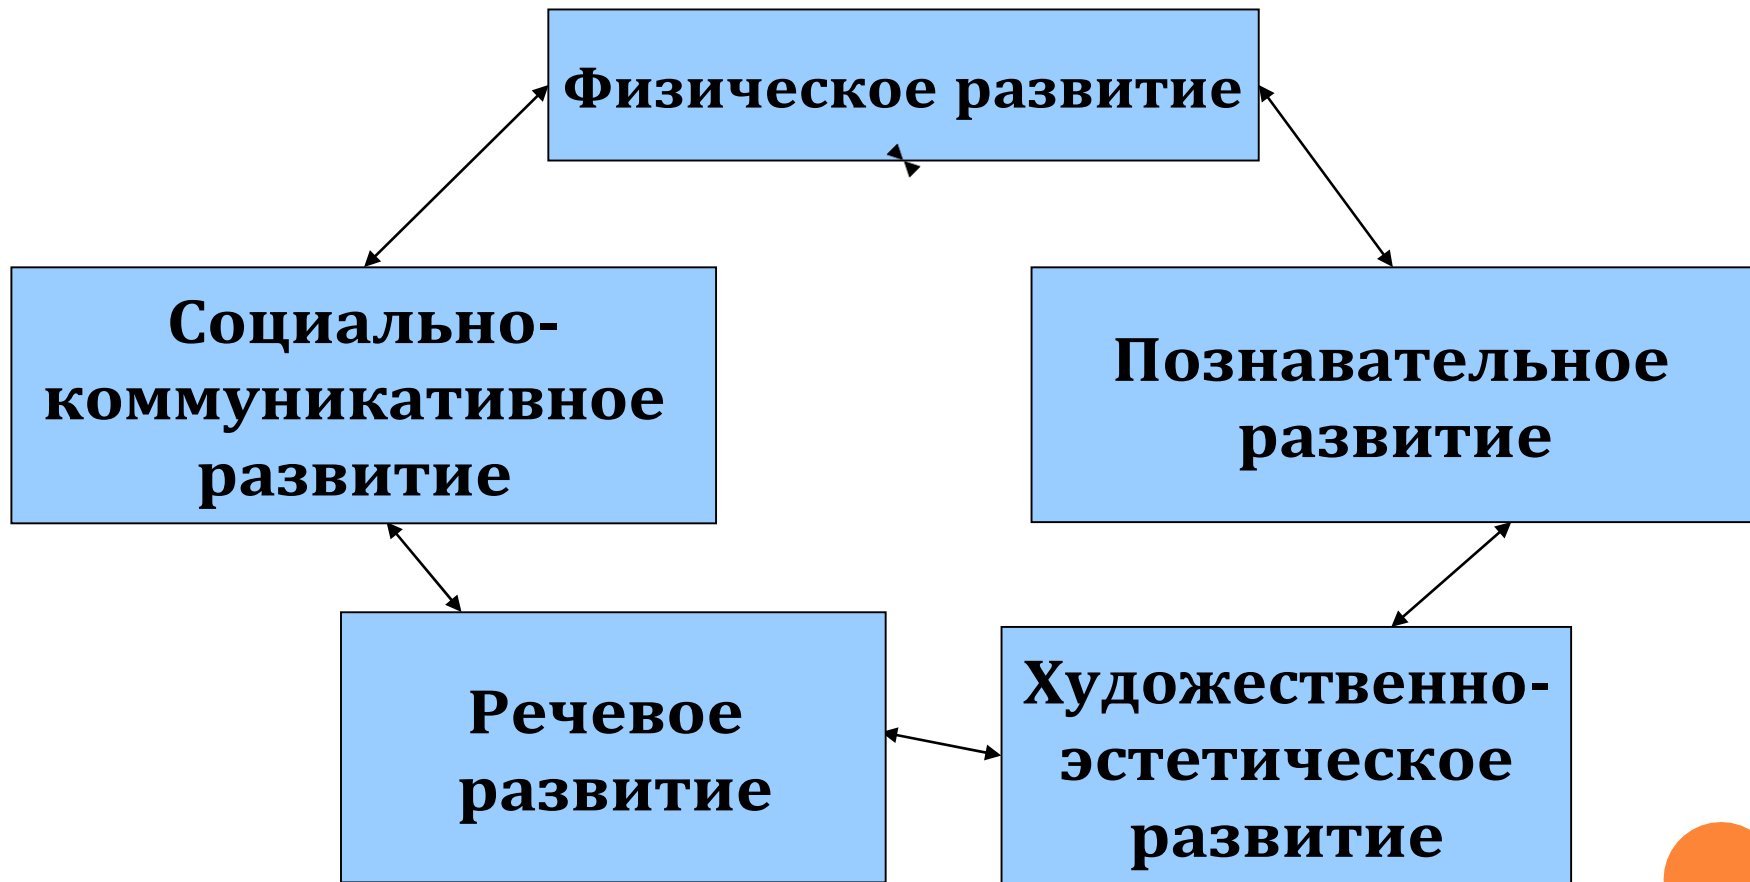 Физическое развитие
Социально-
коммуникативное
развитие
Познавательное
развитие
Речевое
развитие
Художественно-
эстетическое
развитие